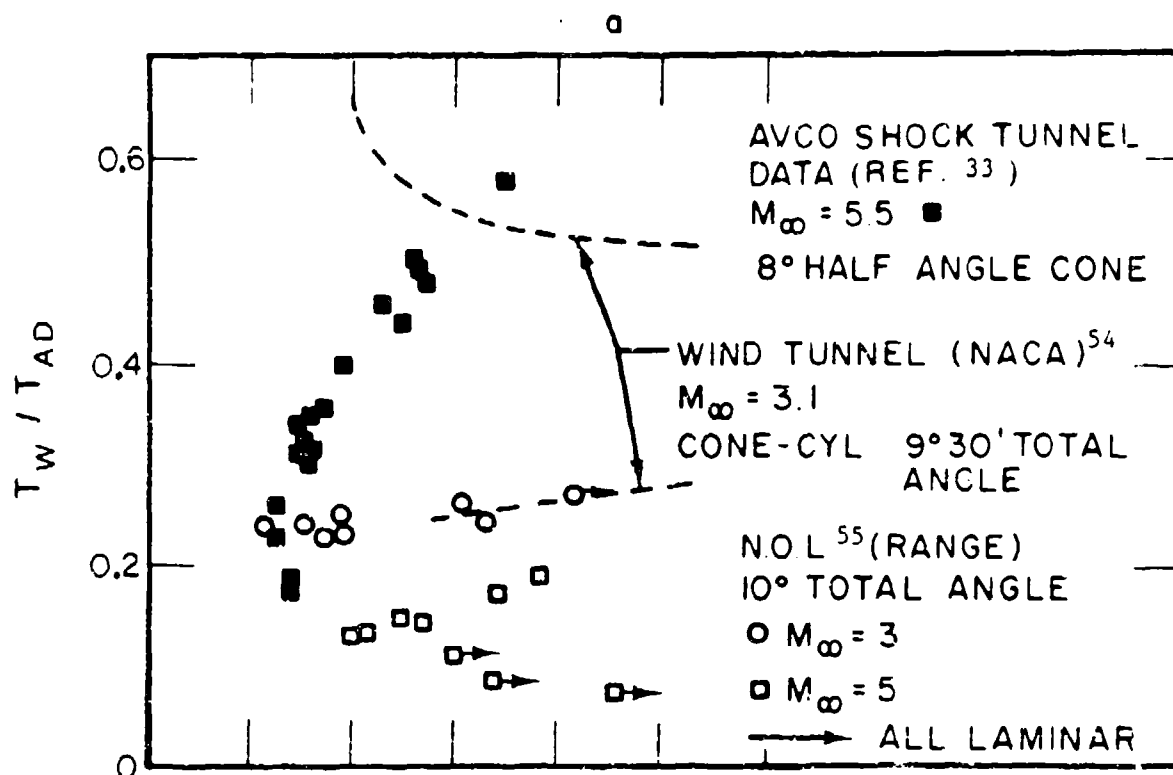 a
0.6
0.4
0.2
0
T_W / T_AD
AVCO SHOCK TUNNEL
DATA (REF. 33)
M∞ = 5.5 ■
8° HALF ANGLE CONE
WIND TUNNEL (NACA)54
M∞ = 3.1
CONE-CYL 9°30' TOTAL
ANGLE
N.O.L 55 (RANGE)
10° TOTAL ANGLE
○ M∞ = 3
□ M∞ = 5
→ ALL LAMINAR